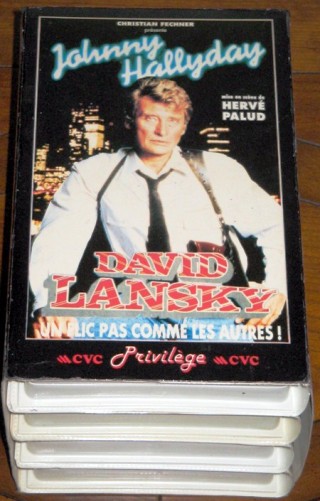 CHRISTIAN FECHNER
présente
Johnny
Hallyday
mise en scène de
HERVÉ
PALUD
DAVID
LANSKY
UN FLIC PAS COMME LES AUTRES !
CVC Privilège CVC